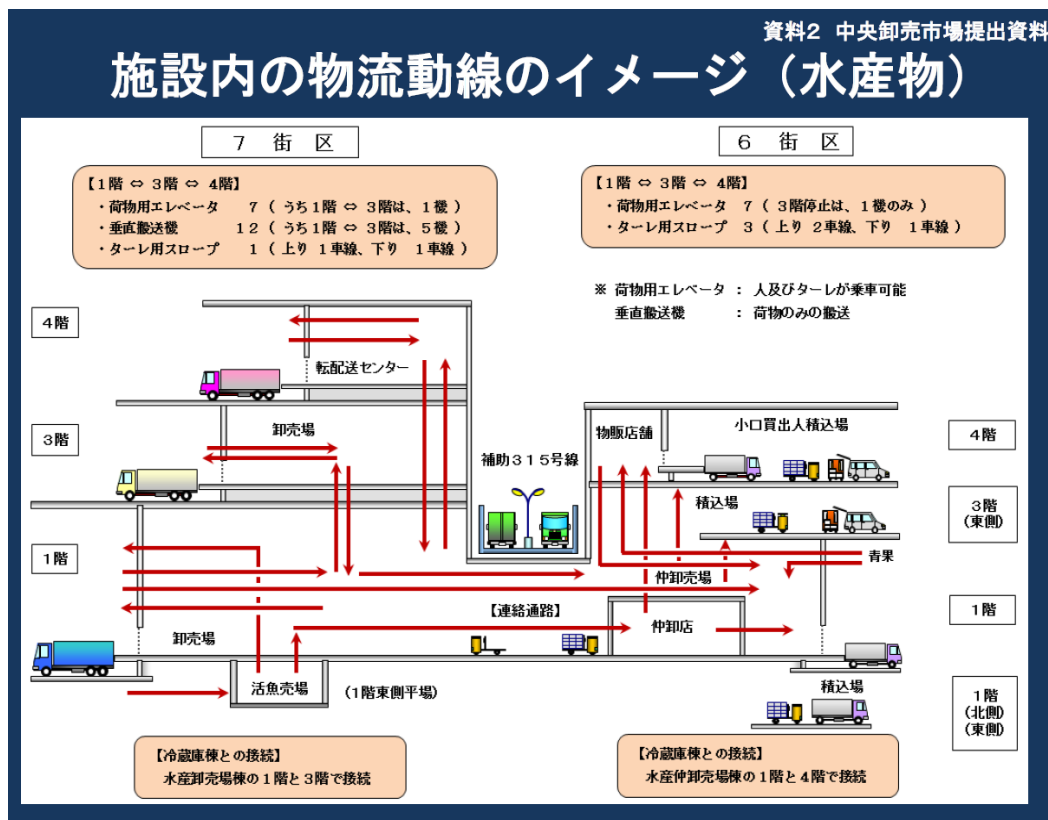 資料2 中央卸売市場提出資料
施設内の物流動線のイメージ（水産物）
7 街 区
6 街 区
【1階 ⇔ 3階 ⇔ 4階】
・荷物用エレベータ 7 ( うち1階 ⇔ 3階は、1機 )
・垂直搬送機 12 ( うち1階 ⇔ 3階は、5機 )
・ターレ用スロープ 1 ( 上り 1車線、下り 1車線 )
【1階 ⇔ 3階 ⇔ 4階】
・荷物用エレベータ 7 ( 3階停止は、1機のみ )
・ターレ用スロープ 3 ( 上り 2車線、下り 1車線 )
※ 荷物用エレベータ : 人及びターレが乗車可能
垂直搬送機 : 荷物のみの搬送
4階
転配送センター
3階
卸売場
補助315号線
物販店舗
小口買出人積込場
4階
積込場
3階
(東側)
1階
青果
仲卸売場
【連絡通路】
1階
卸売場
仲卸店
活魚売場
(1階東側平場)
積込場
1階
(北側)
(東側)
【冷蔵庫棟との接続】
水産卸売場棟の1階と3階で接続
【冷蔵庫棟との接続】
水産仲卸売場棟の1階と4階で接続